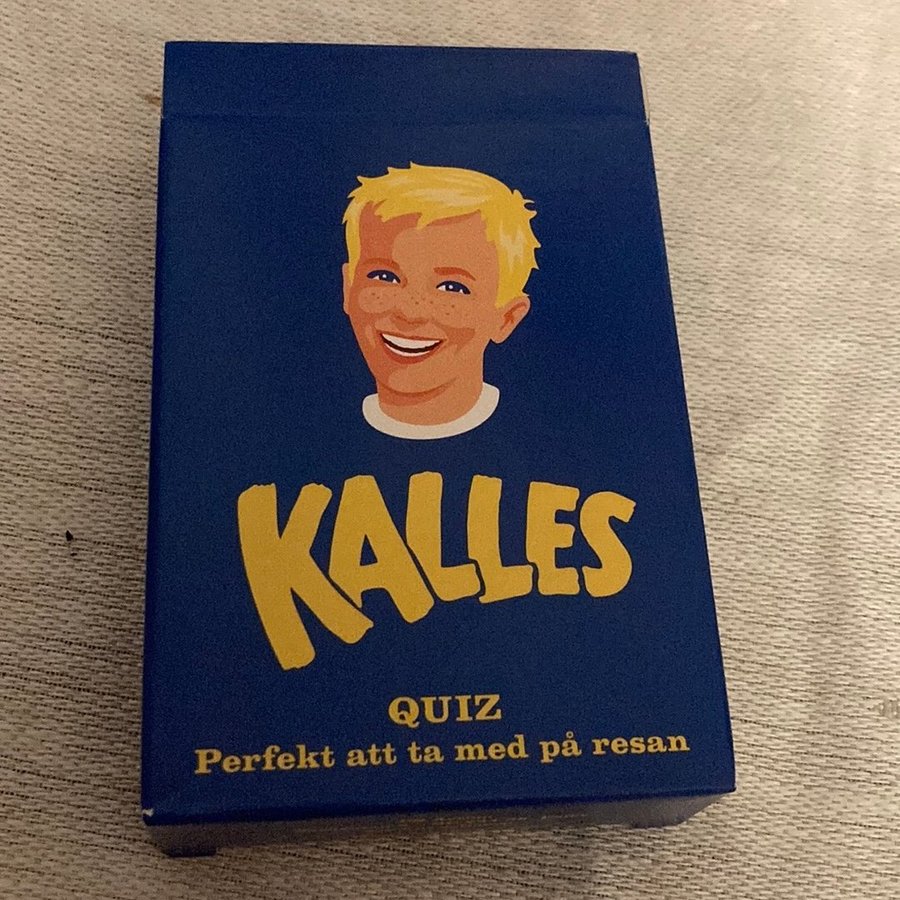 KALLES
QUIZ
Perfekt att ta med på resan